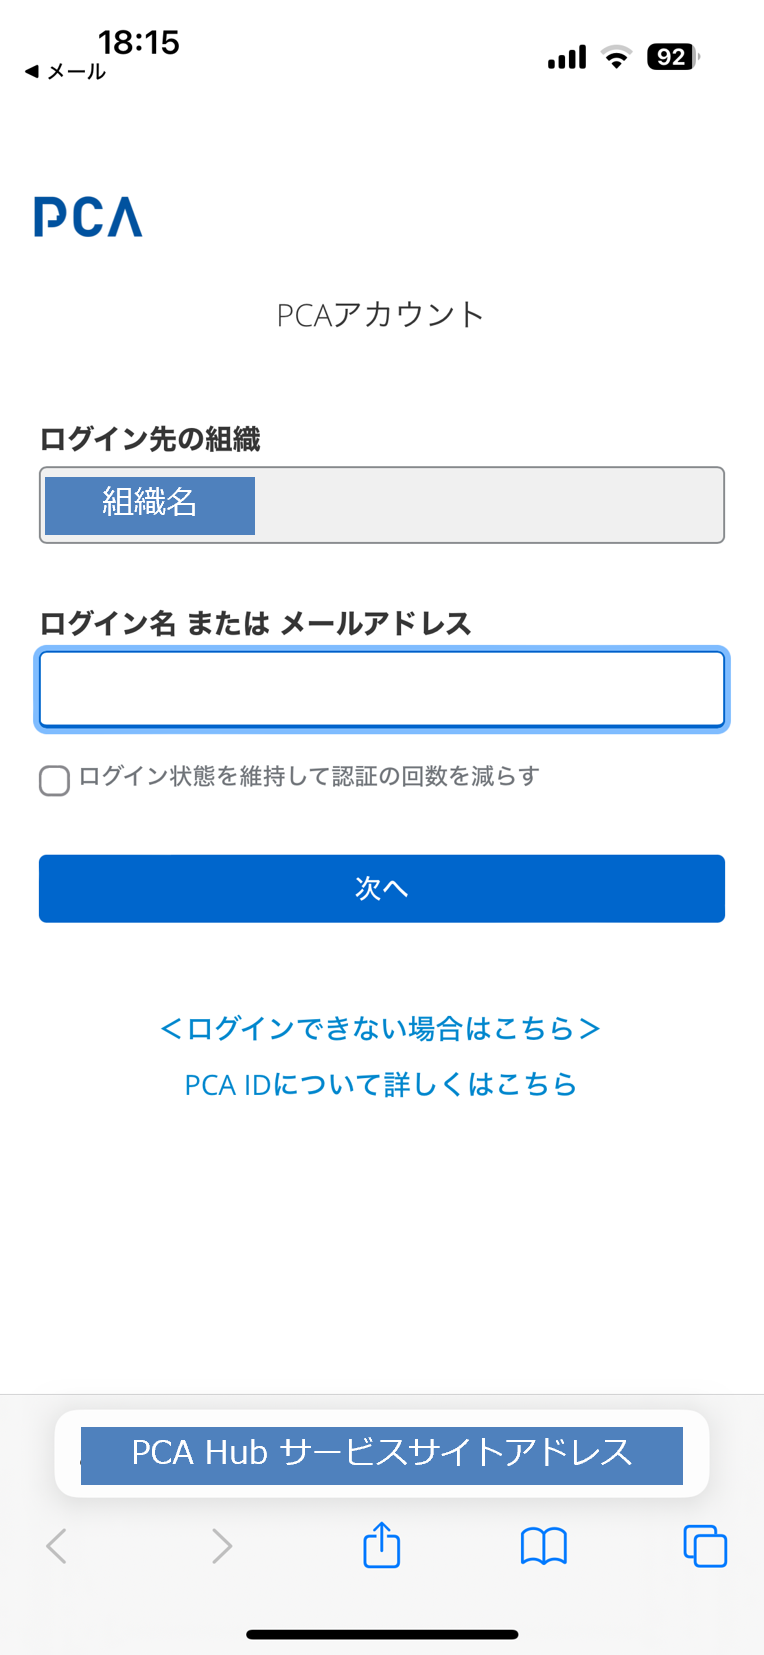 18:15
◀ メール
92
PCA
PCAアカウント
ログイン先の組織
組織名
ログイン名 または メールアドレス
ログイン状態を維持して認証の回数を減らす
次へ
＜ログインできない場合はこちら＞
PCA IDについて詳しくはこちら
PCA Hub サービスサイトアドレス